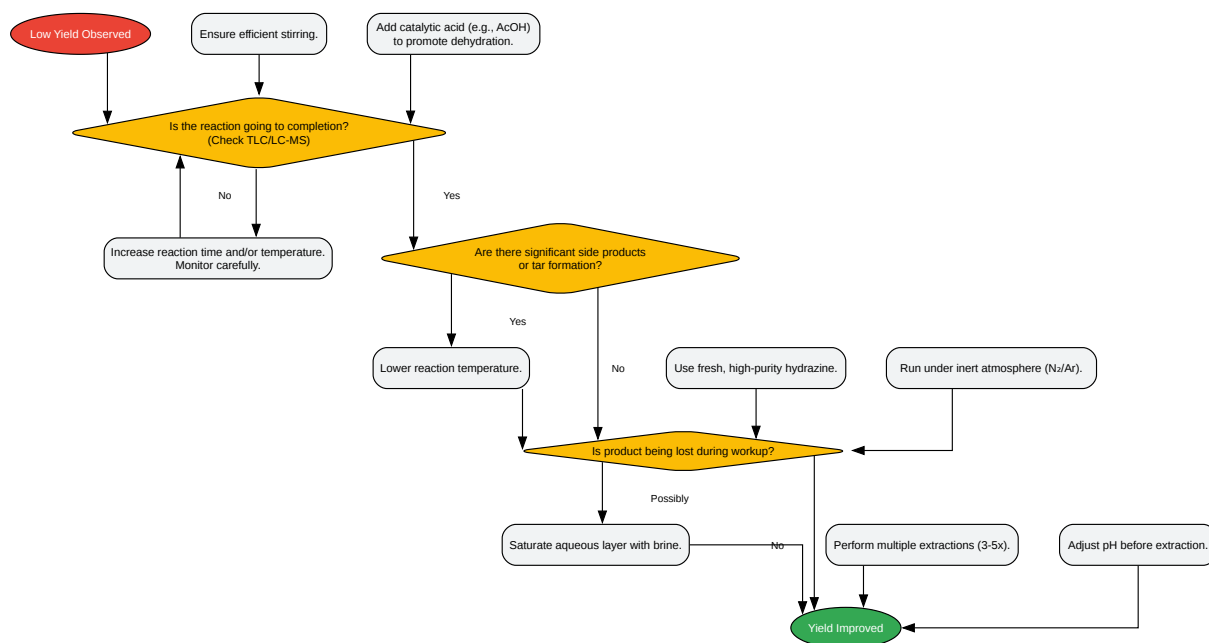 Low Yield Observed
Ensure efficient stirring.
Add catalytic acid (e.g., AcOH)
to promote dehydration.
Is the reaction going to completion?
(Check TLC/LC-MS)
No
Yes
Increase reaction time and/or temperature.
Monitor carefully.
Are there significant side products
or tar formation?
Yes
No
Lower reaction temperature.
Use fresh, high-purity hydrazine.
Run under inert atmosphere (N₂/Ar).
Is product being lost during workup?
Possibly
Saturate aqueous layer with brine.
No
Perform multiple extractions (3-5x).
Adjust pH before extraction.
Yield Improved